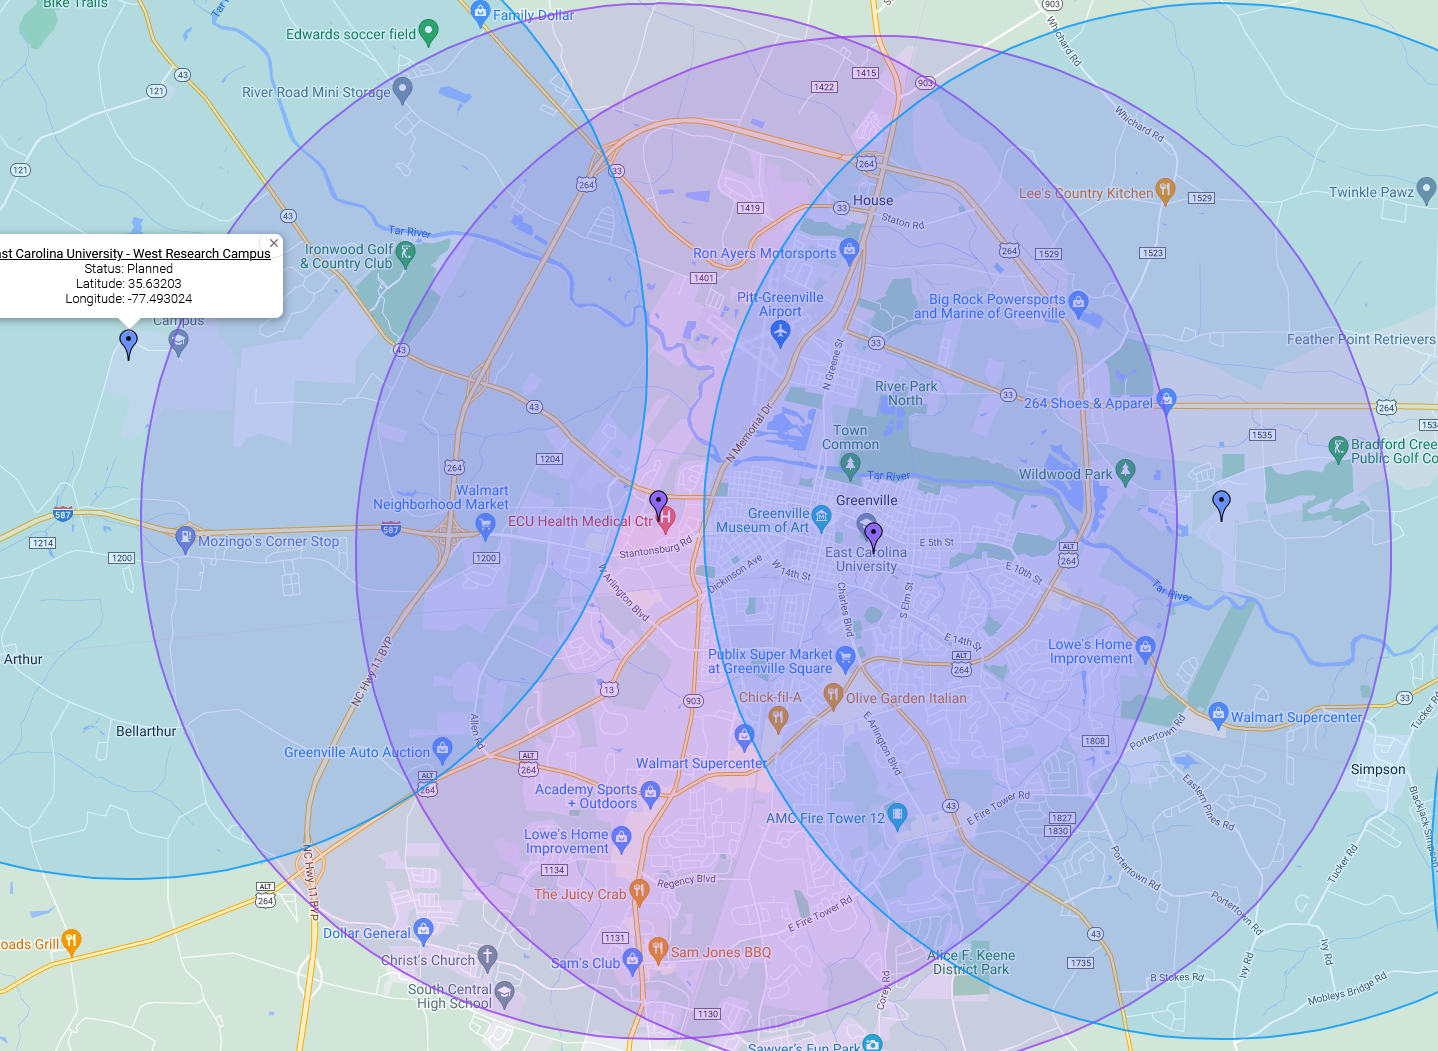 Bike Trails
Family Dollar
Edwards soccer field
903
43
121
River Road Mini Storage
1415
1422
903
Whichard Rd
Whichard Rd
121
264
33
264
Lee's Country Kitchen
1529
Twinkle Pawz
43
1419
33
House
Staton Rd
Tar River
Ironwood Golf
& Country Club
Ron Ayers Motorsports
264
1529
1523
ast Carolina University - West Research Campus
Status: Planned
Latitude: 35.63203
Longitude: -77.493024
Campus
1401
Pitt-Greenville
Airport
Big Rock Powersports
and Marine of Greenville
43
N Greene St
33
Feather Point Retrievers
River Park
North
43
33
264 Shoes & Apparel
264
N Memorial Dr
Town
Common
1535
Bradford Cree
Public Golf Co
264
1204
Tar River
Wildwood Park
Walmart
Neighborhood Market
587
587
ECU Health Medical Ctr
Greenville
Greenville
Museum of Art
1214
1200
Mozingo's Corner Stop
1200
Stantonsburg Rd
East Carolina
University
E 5th St
ALT
264
Dickinson Ave
W 14th St
E 10th St
W Arlington Blvd
Charles Blvd
S Elm St
Tar River
Arthur
NC Hwy 11 BYP
E 14th St
Publix Super Market
at Greenville Square
ALT
264
Lowe's Home
Improvement
13
903
Chick-fil-A
Olive Garden Italian
33
Tucker Rd
Bellarthur
Allen Rd
E Arlington Blvd
Walmart Supercenter
Portertown Rd
1808
Greenville Auto Auction
ALT
264
Walmart Supercenter
Simpson
ALT
264
Academy Sports
+ Outdoors
Eastern Pines Rd
Blackjack-Simpson
43
E Fire Tower Rd
AMC Fire Tower 12
1827
1830
Lowe's Home
Improvement
NC Hwy 11 BYP
1134
Regency Blvd
Portertown Rd
Tucker Rd
ALT
264
The Juicy Crab
E Fire Tower Rd
Portertown Rd
oads Grill
Dollar General
1131
43
Ivy Rd
Ivy Rd
Christ's Church
Sam's Club
Sam Jones BBQ
Alice F. Keene
District Park
1735
B Stokes Rd
South Central
High School
Corey Rd
Mobleys Bridge Rd
1130
Sawyer's Fun Park